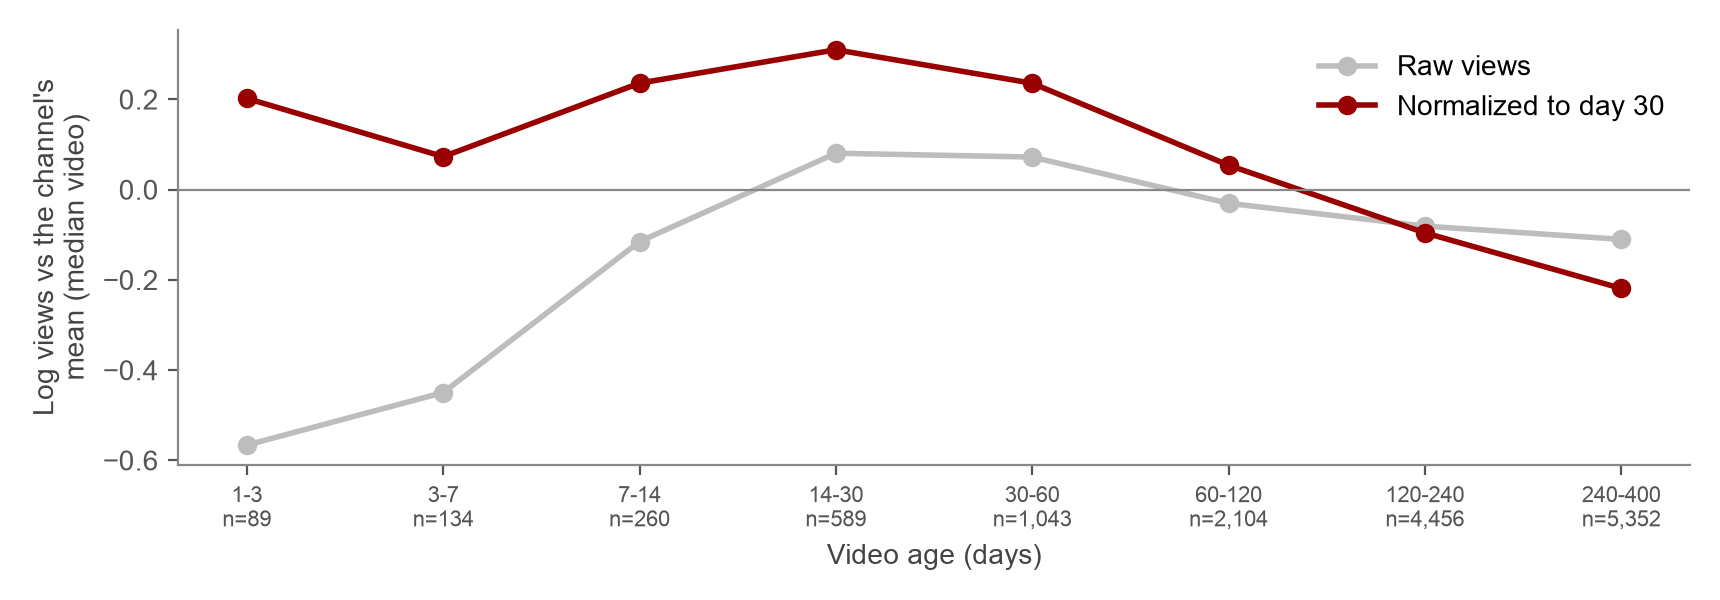 Log views vs the channel's
mean (median video)
0.2
0.0
−0.2
−0.4
−0.6
Raw views
Normalized to day 30
1-3
n=89
3-7
n=134
7-14
n=260
14-30
n=589
30-60
n=1,043
60-120
n=2,104
120-240
n=4,456
240-400
n=5,352
Video age (days)